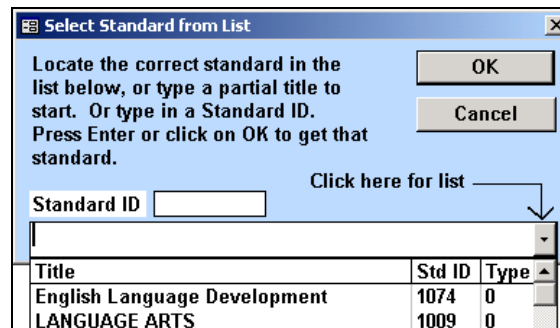 Select Standard from List
Locate the correct standard in the
list below, or type a partial title to
start. Or type in a Standard ID.
Press Enter or click on OK to get that
standard.
OK
Cancel
Click here for list
Standard ID
Title Std ID Type
English Language Development 1074 0
LANGUAGE ARTS 1009 0